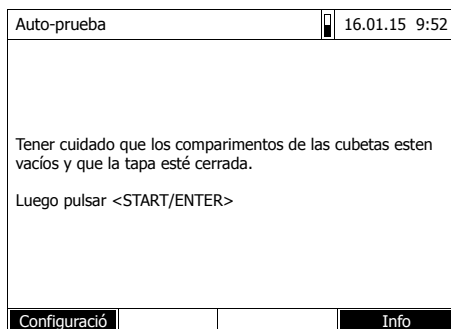 Auto-prueba 16.01.15 9:52
Tener cuidado que los comparimentos de las cubetas esten
vacíos y que la tapa esté cerrada.
Luego pulsar <START/ENTER>
Configuració Info